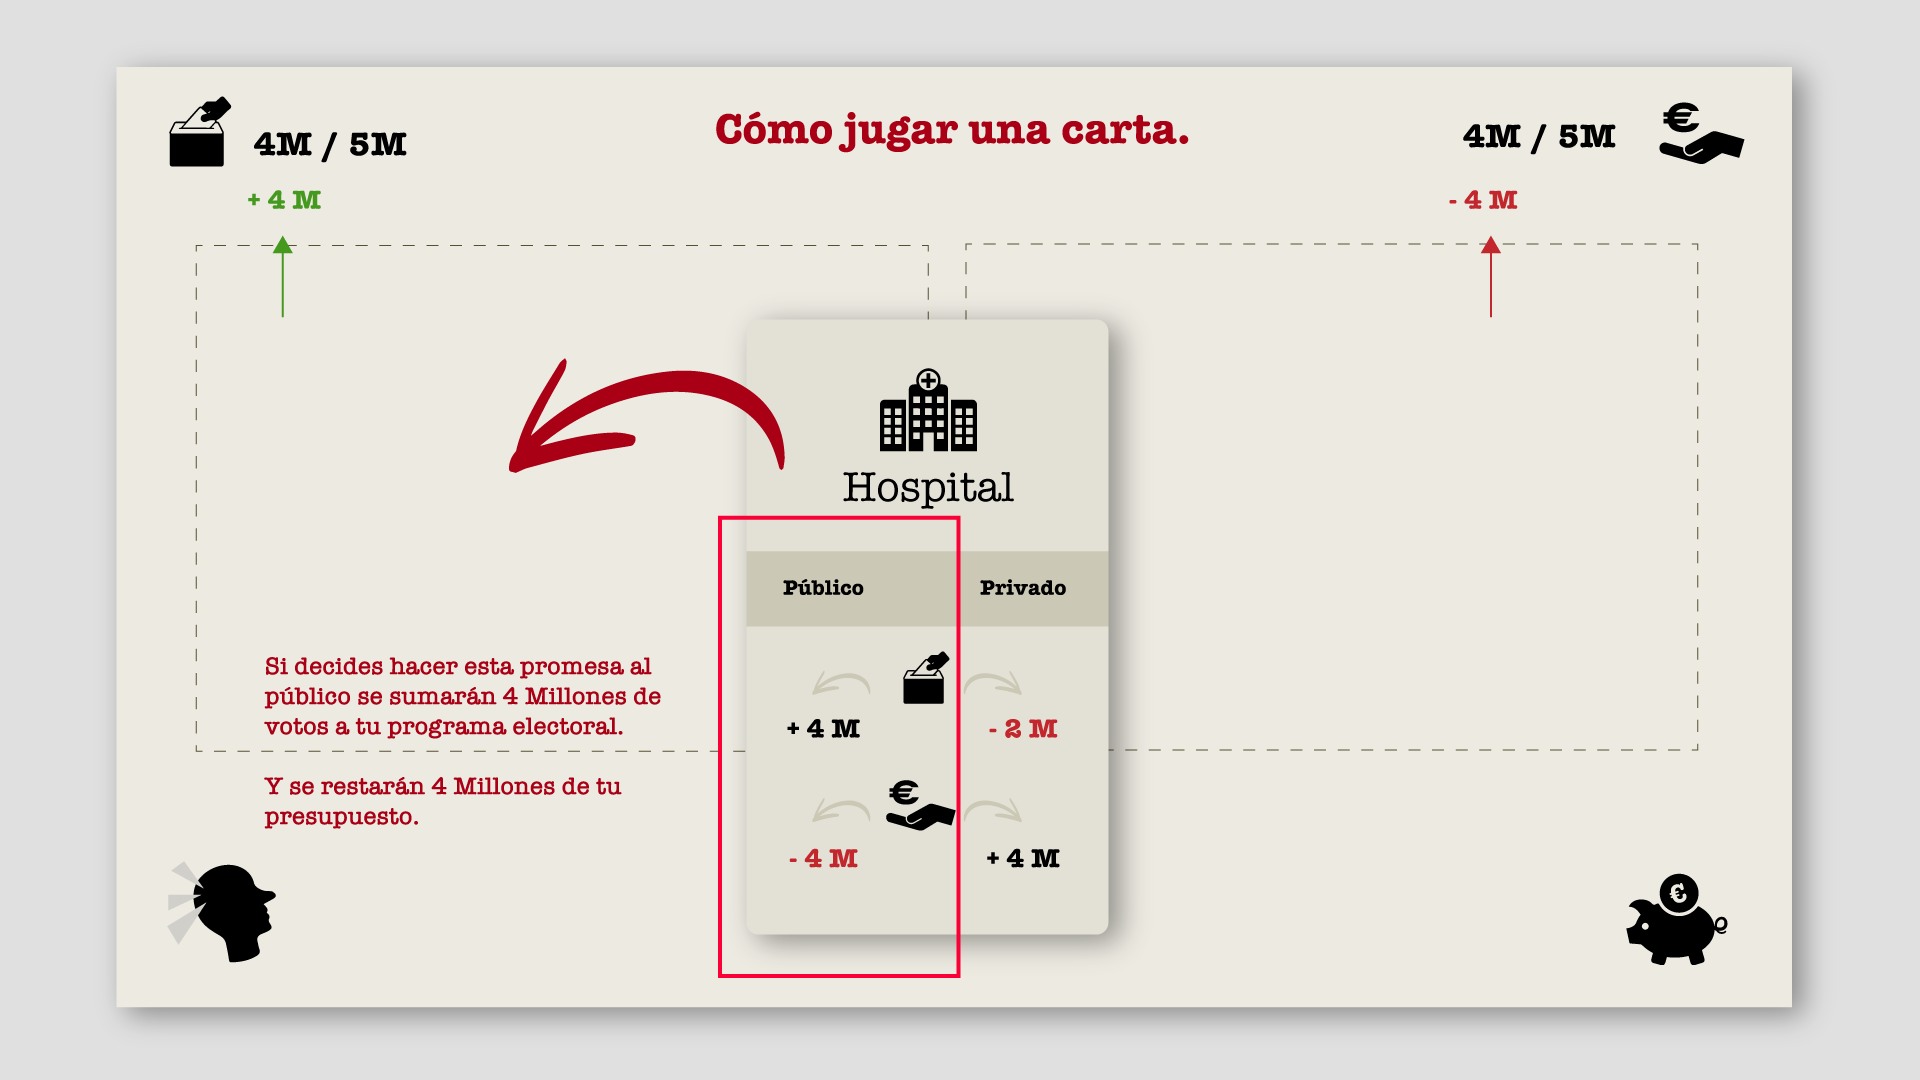 4M / 5M
Cómo jugar una carta.
4M / 5M
€
+ 4 M
- 4 M
Hospital
Público
Privado
Si decides hacer esta promesa al
público se sumarán 4 Millones de
votos a tu programa electoral.
+ 4 M
- 2 M
Y se restarán 4 Millones de tu
presupuesto.
€
- 4 M
+ 4 M
€